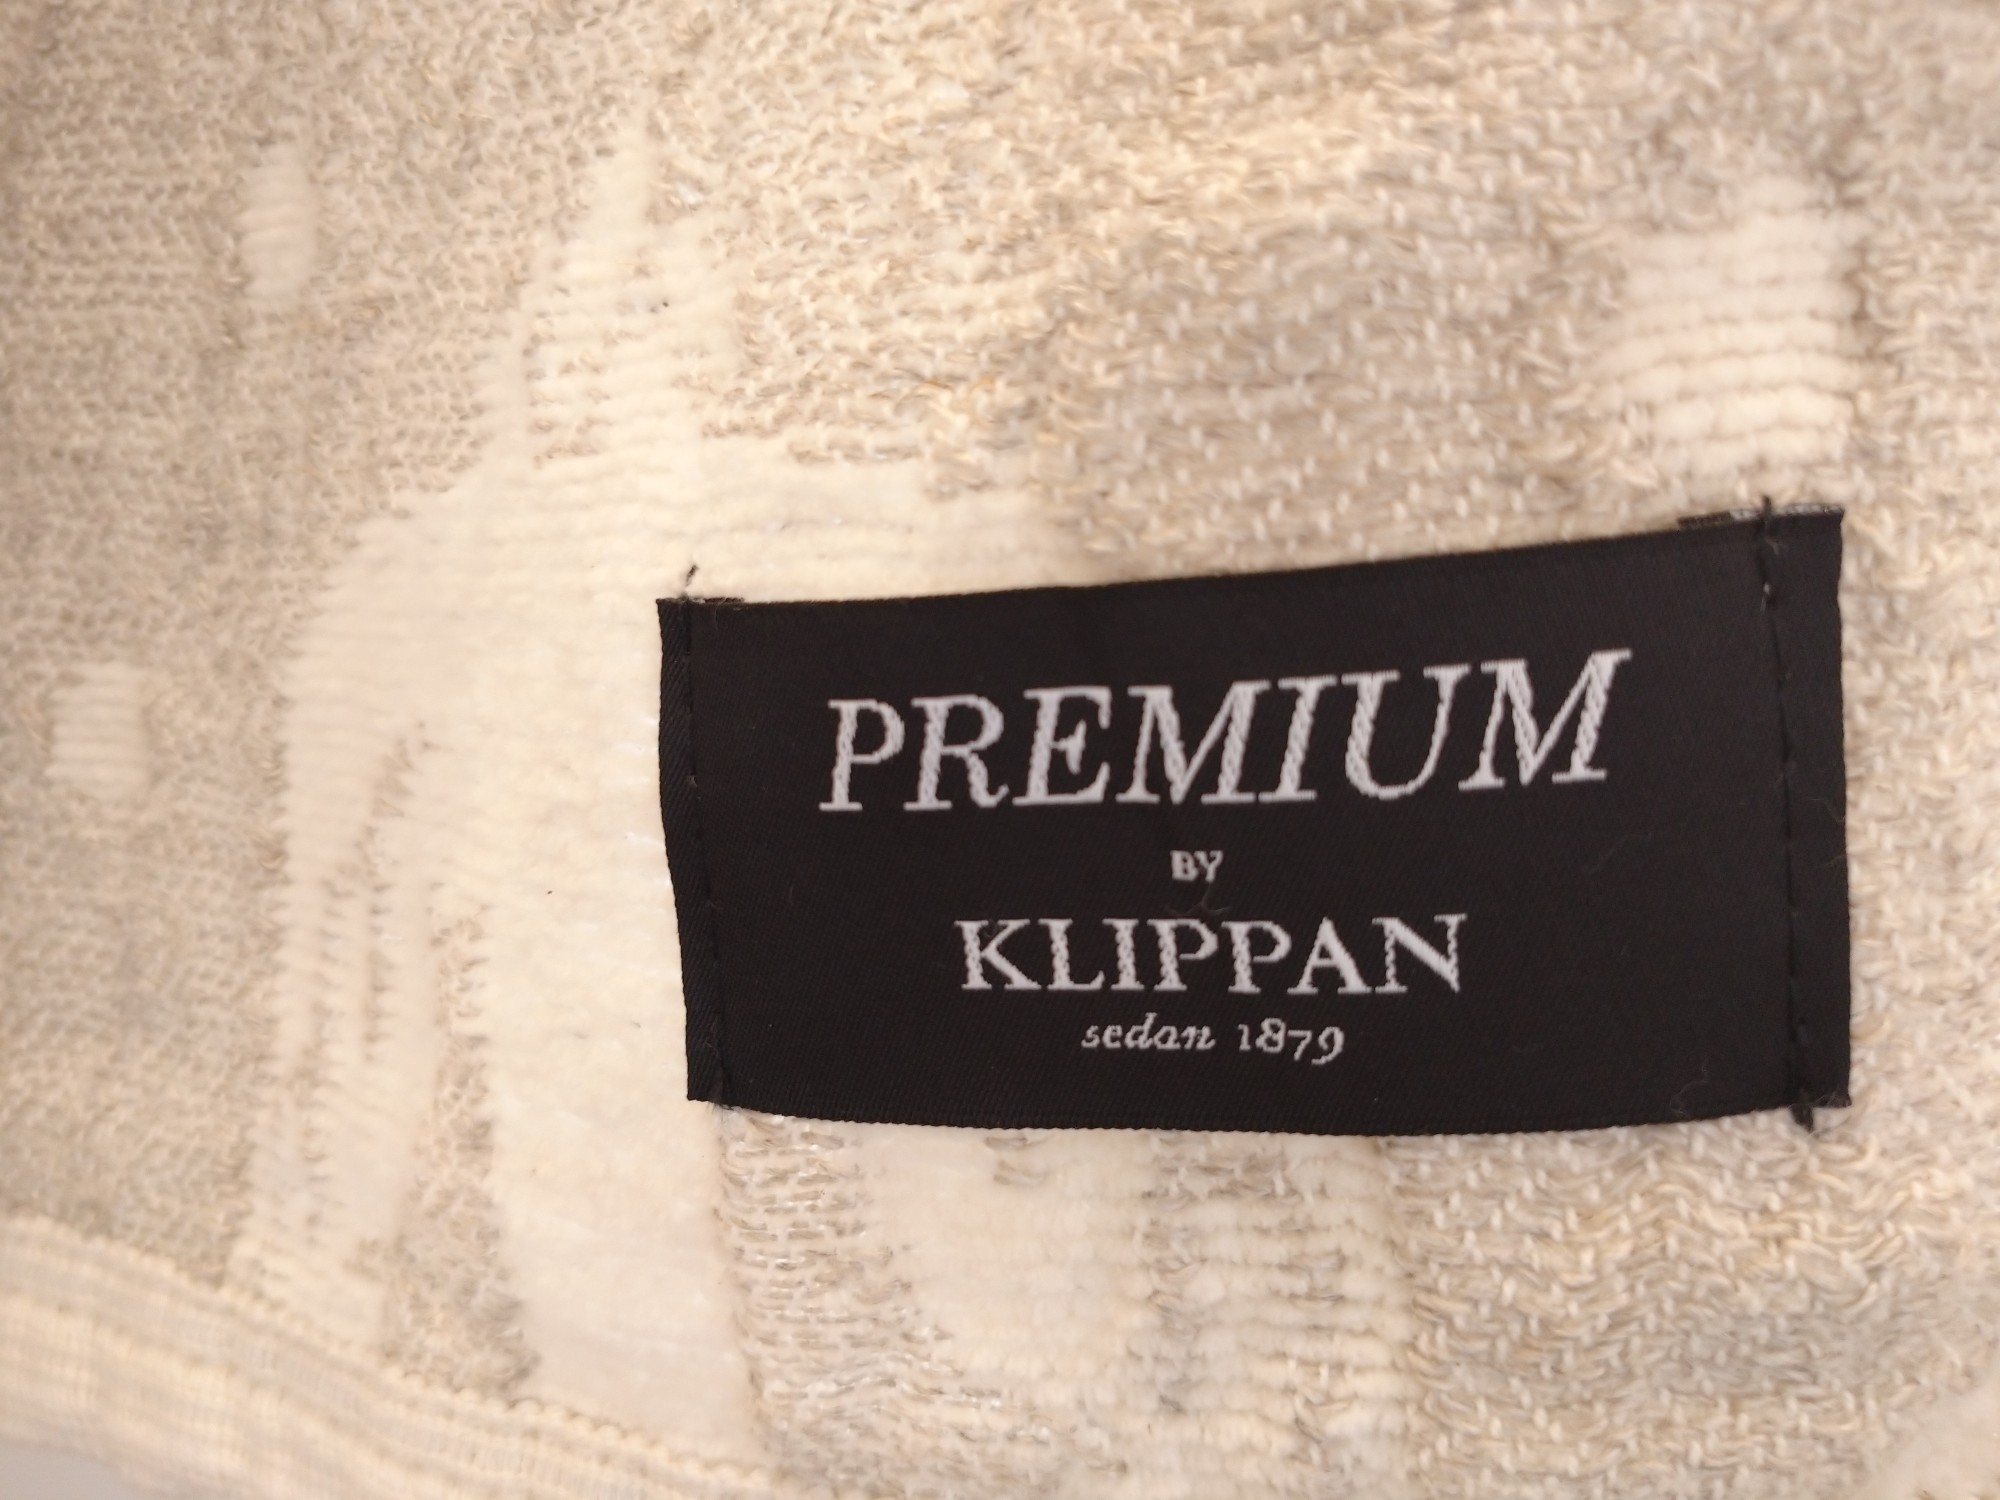 PREMIUM
BY
KLIPPAN
sedan 1879